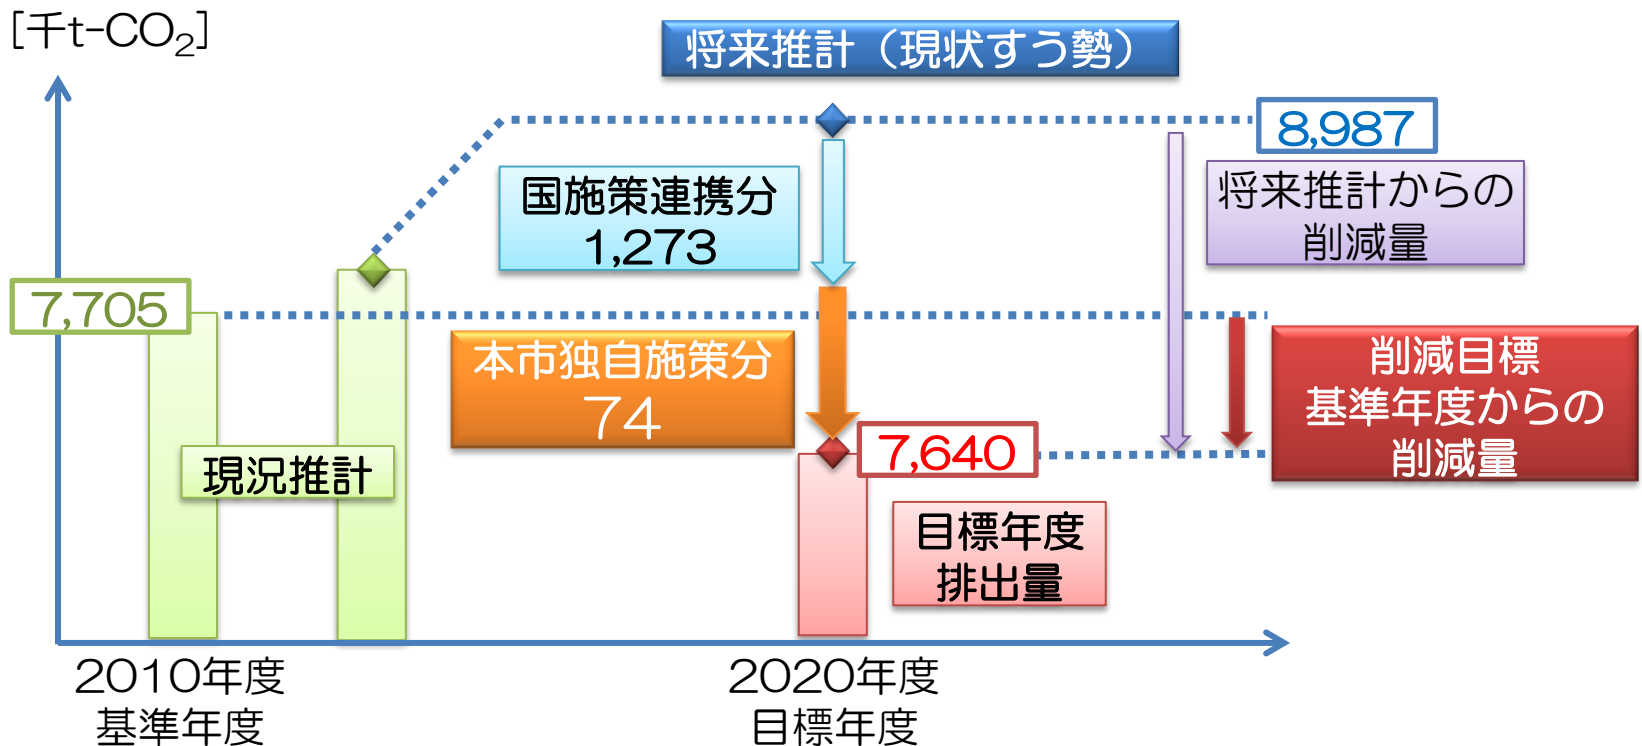 [千t-CO₂]
将来推計（現状すう勢）
8,987
国施策連携分
1,273
将来推計からの
削減量
7,705
本市独自施策分
74
削減目標
基準年度からの
削減量
7,640
現況推計
目標年度
排出量
2010年度
基準年度
2020年度
目標年度